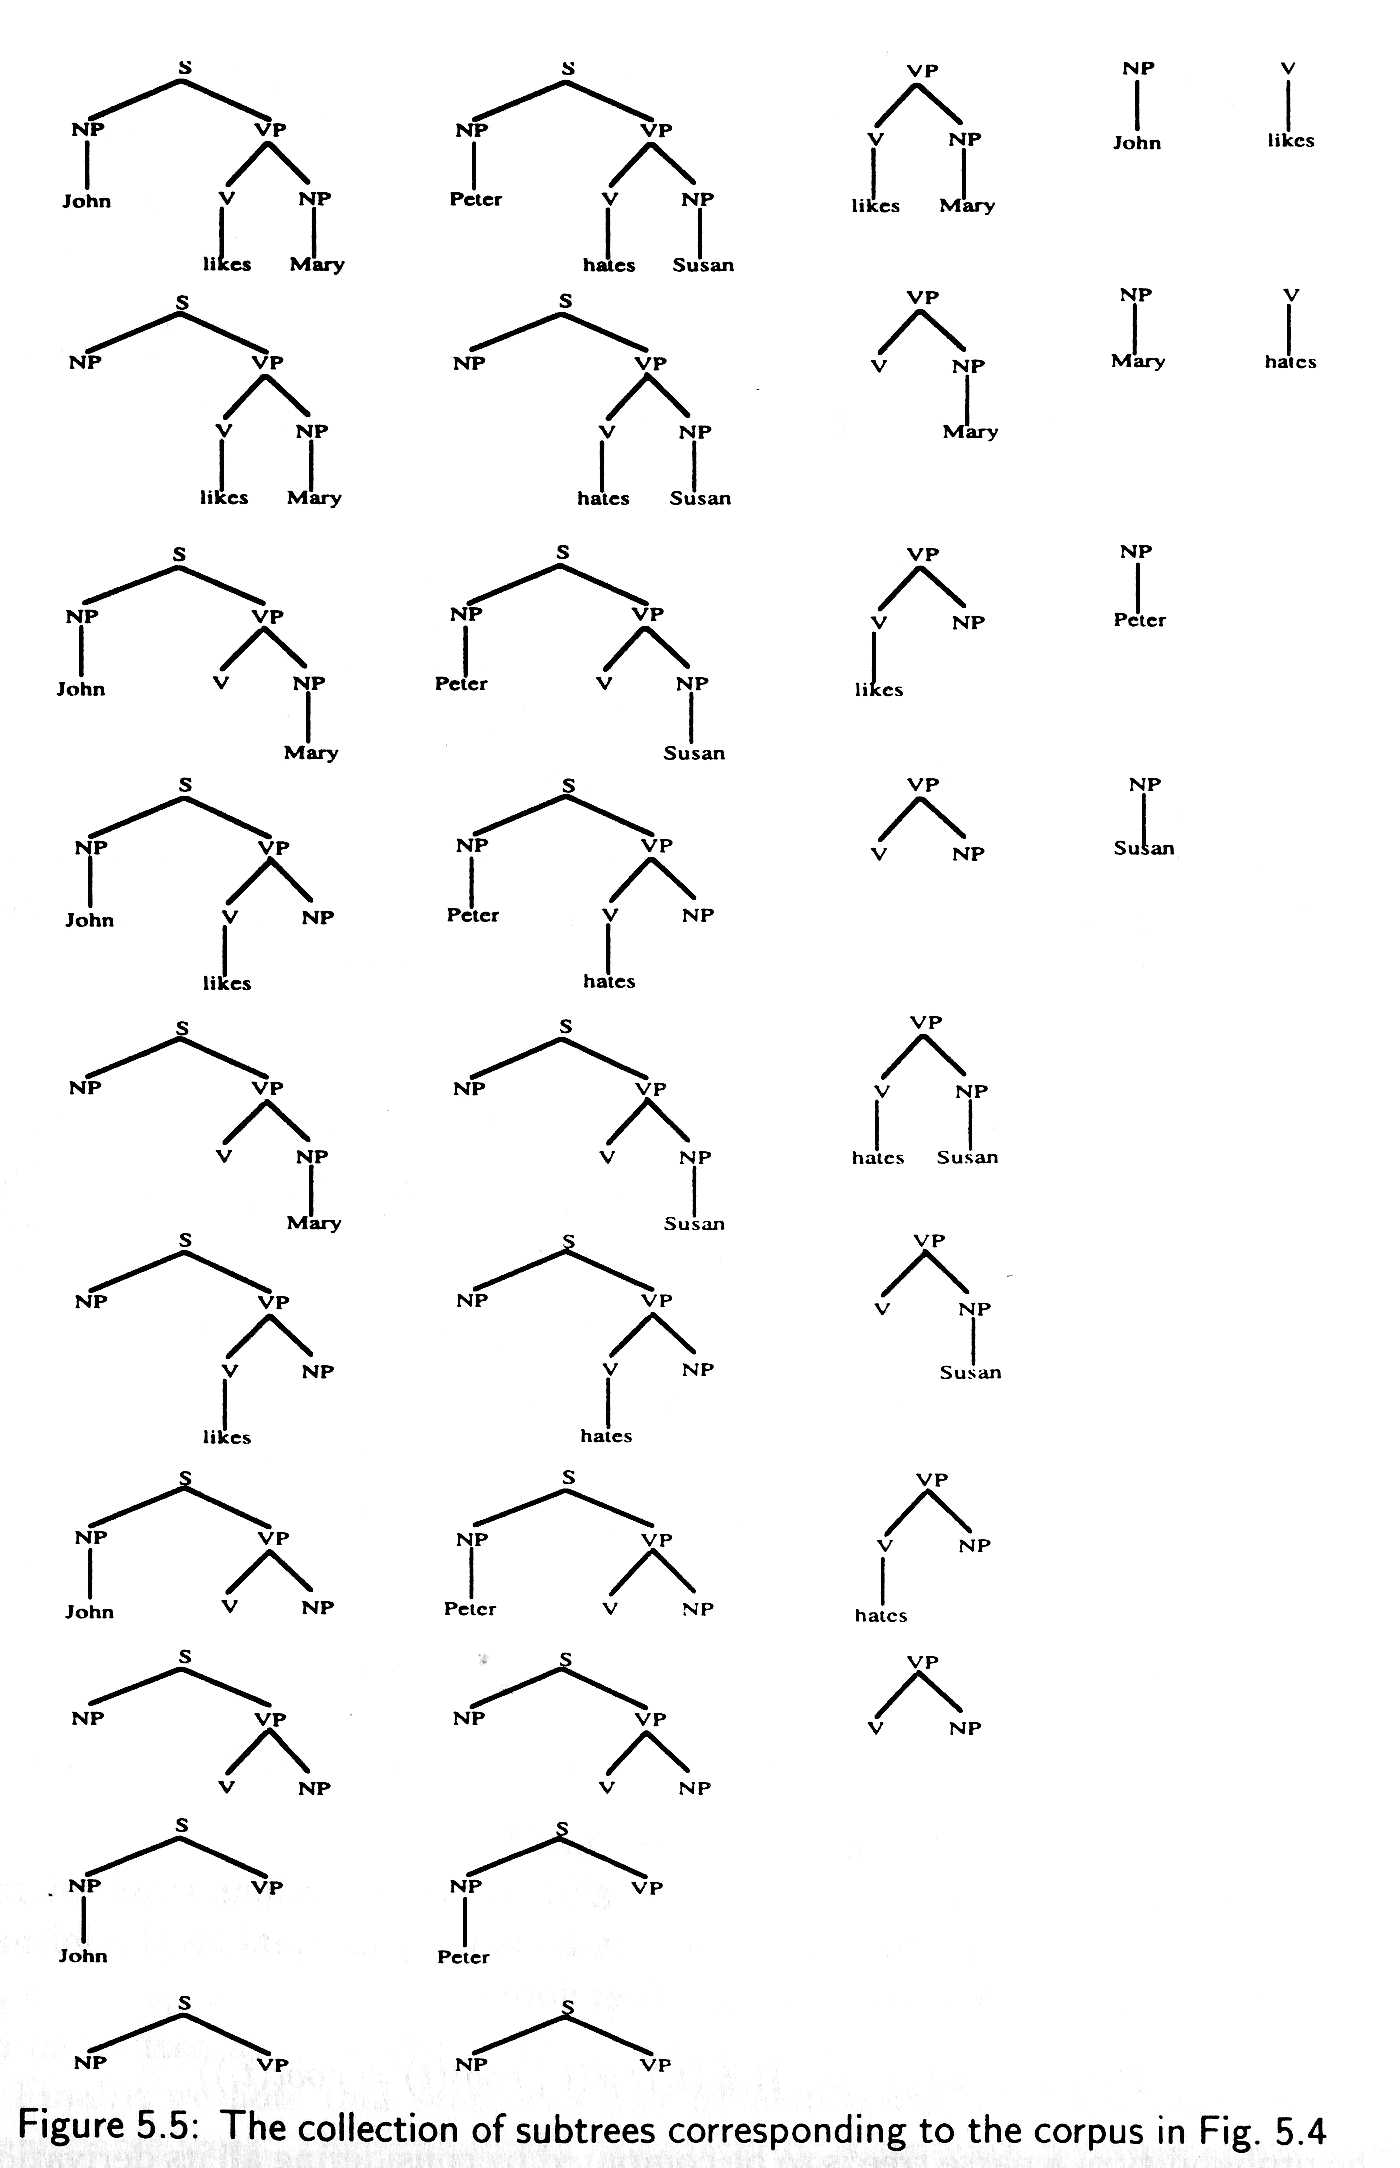 S S VP NP V
NP VP NP VP V NP John likes
John V NP Peter V NP likes Mary
likes Mary hates Susan
S S VP NP V
NP VP NP VP V NP Mary hates
V NP V NP Mary
likes Mary hates Susan
S S VP NP
NP VP NP VP V NP Peter
John V NP Peter V NP likes
Mary Susan
S S VP NP
NP VP NP VP V NP Susan
John V NP Peter V NP
likes hates
S S VP
NP VP NP VP V NP
V NP V NP hates Susan
Mary Susan
S S VP
NP VP NP VP V NP
V NP V NP Susan
likes hates
S S VP
NP VP NP VP V NP
John V NP Peter V NP hates
S S VP
NP VP NP VP V NP
V NP V NP
S S
NP VP NP VP
John Peter
S S
NP VP NP VP
Figure 5.5: The collection of subtrees corresponding to the corpus in Fig. 5.4